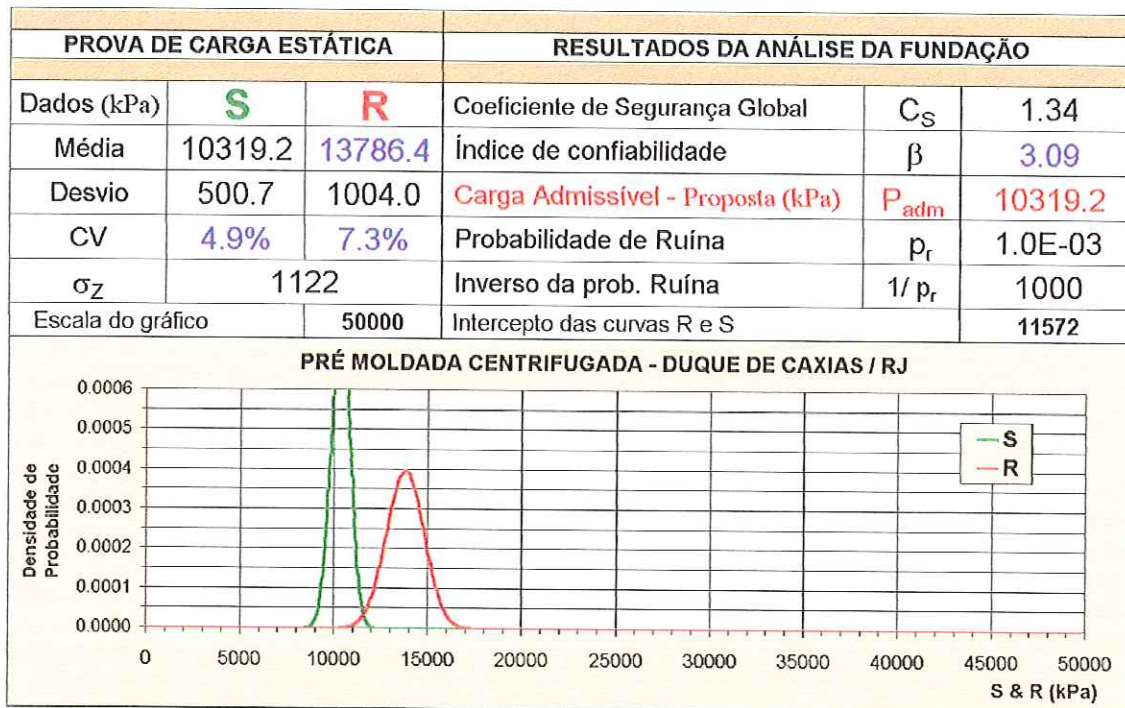 PROVA DE CARGA ESTÁTICA RESULTADOS DA ANÁLISE DA FUNDAÇÃO
Dados (kPa) S R Coeficiente de Segurança Global C_S 1.34
Média 10319.2 13786.4 Índice de confiabilidade β 3.09
Desvio 500.7 1004.0 Carga Admissível - Proposta (kPa) P_adm 10319.2
CV 4.9% 7.3% Probabilidade de Ruína p_r 1.0E-03
σ_Z 1122 Inverso da prob. Ruína 1/ p_r 1000
Escala do gráfico 50000 Intercepto das curvas R e S 11572
PRÉ MOLDADA CENTRIFUGADA - DUQUE DE CAXIAS / RJ
Densidade de
Probabilidade
0.0006
0.0005
0.0004
0.0003
0.0002
0.0001
0.0000
S
R
0 5000 10000 15000 20000 25000 30000 35000 40000 45000 50000
S & R (kPa)